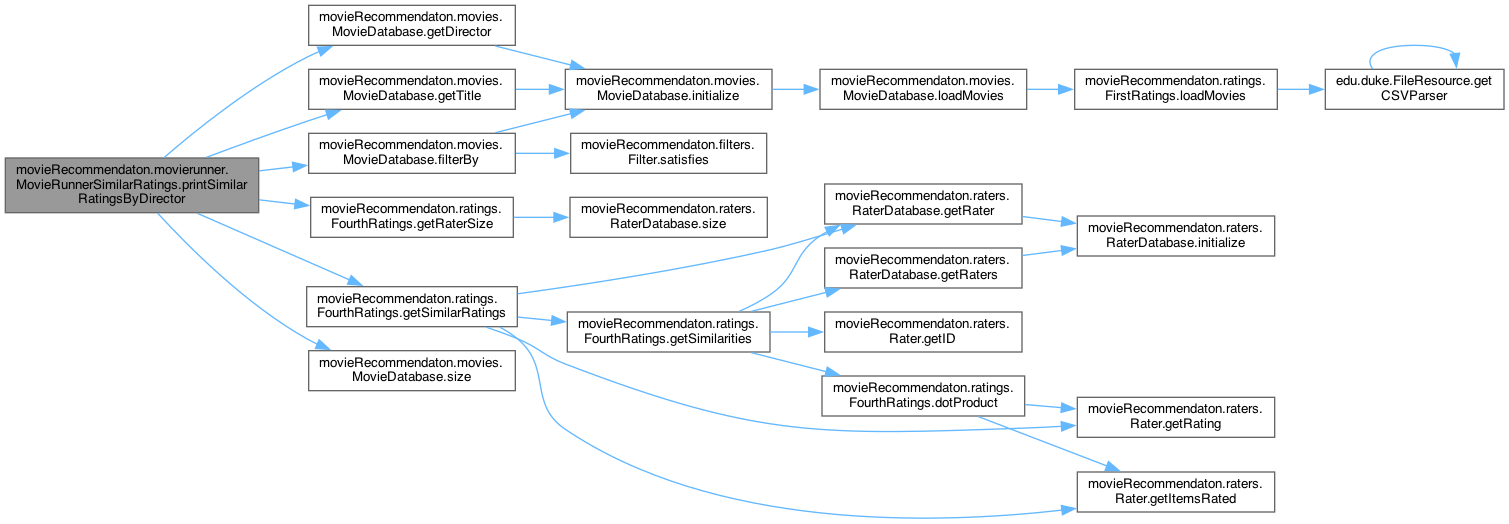 movieRecommendaton.movierunner.
MovieRunnerSimilarRatings.printSimilar
RatingsByDirector
movieRecommendaton.movies.
MovieDatabase.getDirector
movieRecommendaton.movies.
MovieDatabase.getTitle
movieRecommendaton.movies.
MovieDatabase.filterBy
movieRecommendaton.ratings.
FourthRatings.getRaterSize
movieRecommendaton.ratings.
FourthRatings.getSimilarRatings
movieRecommendaton.movies.
MovieDatabase.size
movieRecommendaton.movies.
MovieDatabase.initialize
movieRecommendaton.filters.
Filter.satisfies
movieRecommendaton.raters.
RaterDatabase.size
movieRecommendaton.ratings.
FourthRatings.getSimilarities
movieRecommendaton.movies.
MovieDatabase.loadMovies
movieRecommendaton.raters.
RaterDatabase.getRater
movieRecommendaton.raters.
RaterDatabase.getRaters
movieRecommendaton.raters.
Rater.getID
movieRecommendaton.ratings.
FourthRatings.dotProduct
movieRecommendaton.ratings.
FirstRatings.loadMovies
movieRecommendaton.raters.
RaterDatabase.initialize
movieRecommendaton.raters.
Rater.getRating
movieRecommendaton.raters.
Rater.getItemsRated
edu.duke.FileResource.get
CSVParser